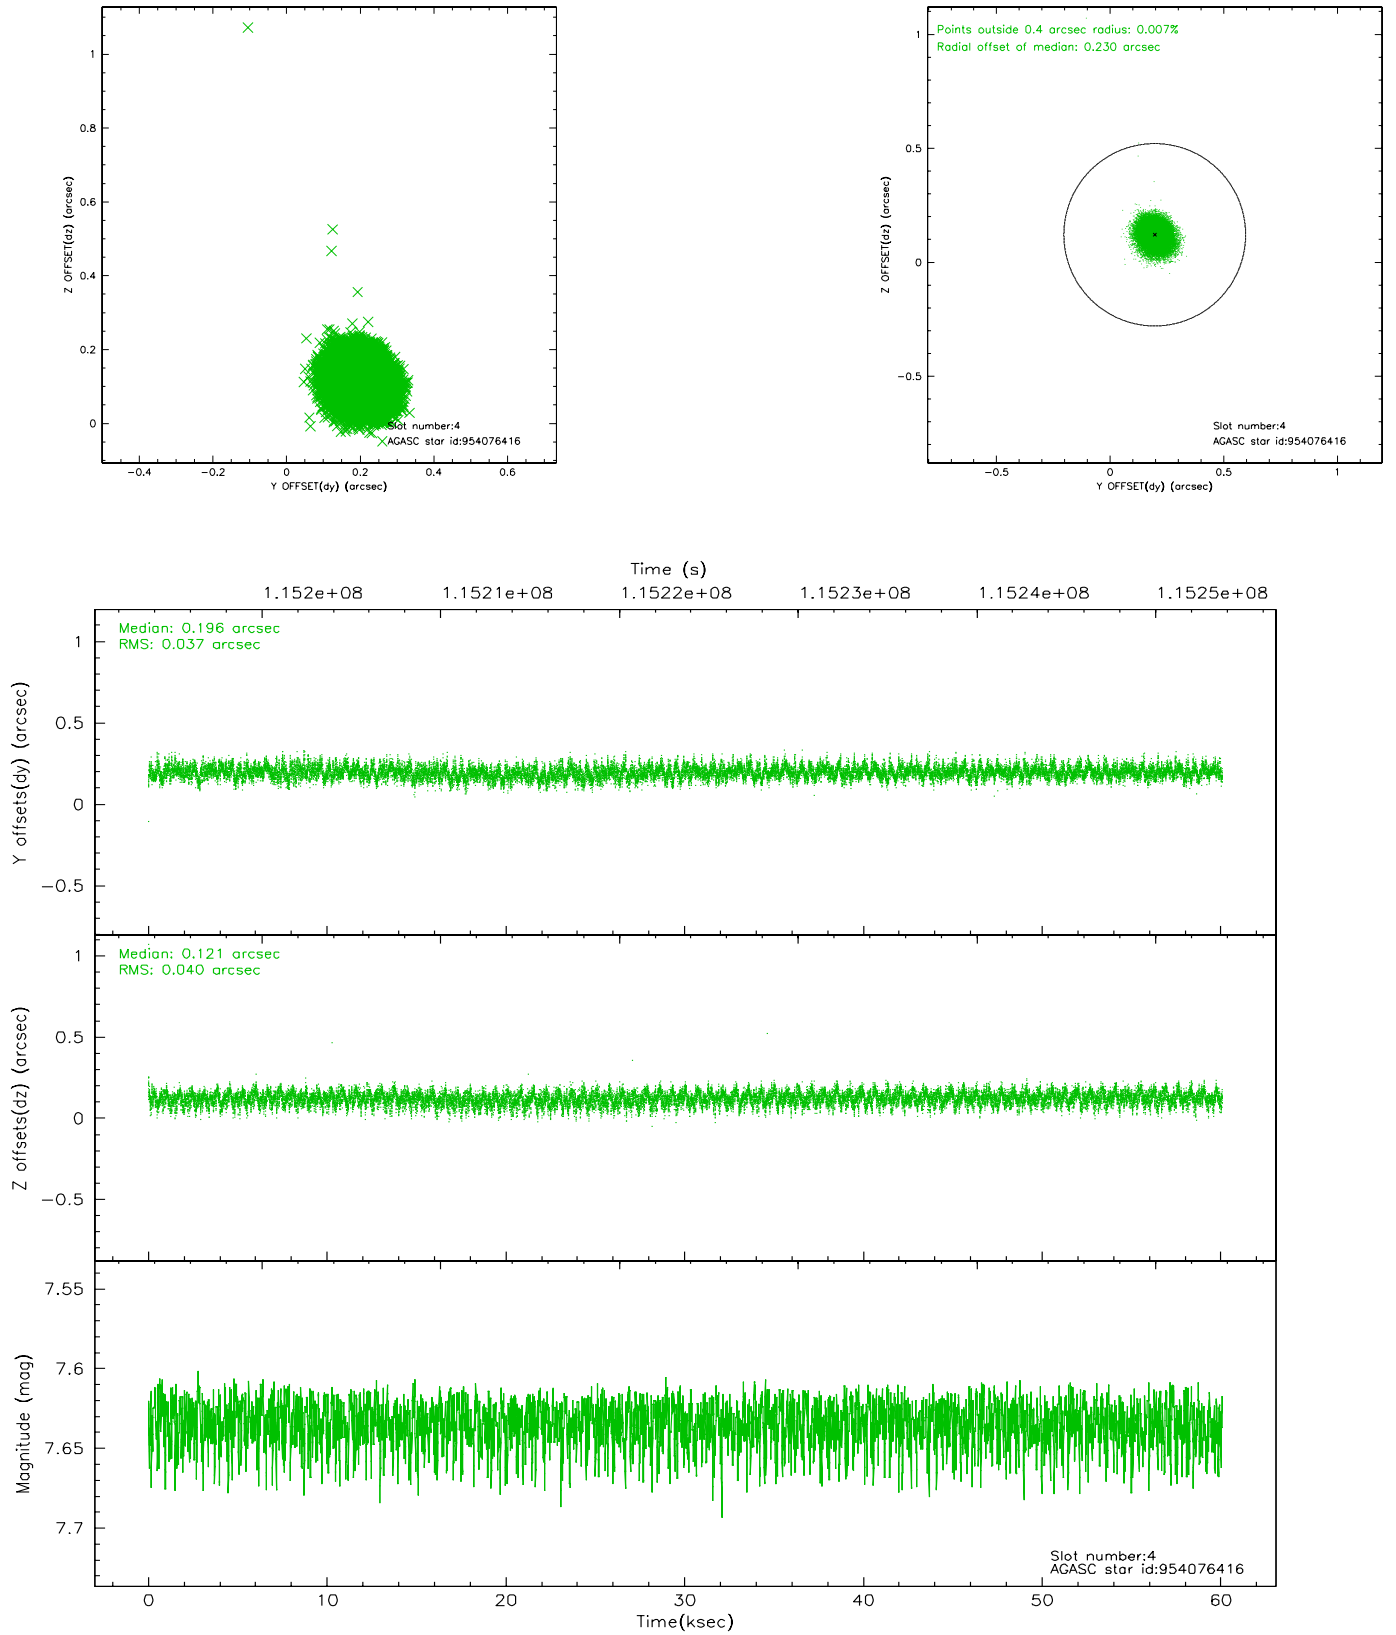 1
0.8
0.6
0.4
0.2
0
Z OFFSET(dz) (arcsec)
Slot number:4
AGASC star id:954076416
−0.4
−0.2
0
0.2
0.4
0.6
Y OFFSET(dy) (arcsec)
Points outside 0.4 arcsec radius: 0.007%
Radial offset of median: 0.230 arcsec
1
0.5
0
−0.5
Z OFFSET(dz) (arcsec)
Slot number:4
AGASC star id:954076416
−0.5
0
0.5
1
Y OFFSET(dy) (arcsec)
Time (s)
1.152e+08
1.1521e+08
1.1522e+08
1.1523e+08
1.1524e+08
1.1525e+08
Median: 0.196 arcsec
RMS: 0.037 arcsec
1
0.5
0
−0.5
Y offsets(dy) (arcsec)
Median: 0.121 arcsec
RMS: 0.040 arcsec
1
0.5
0
−0.5
Z offsets(dz) (arcsec)
7.55
7.6
7.65
7.7
Magnitude (mag)
Slot number:4
AGASC star id:954076416
0
10
20
30
40
50
60
Time(ksec)